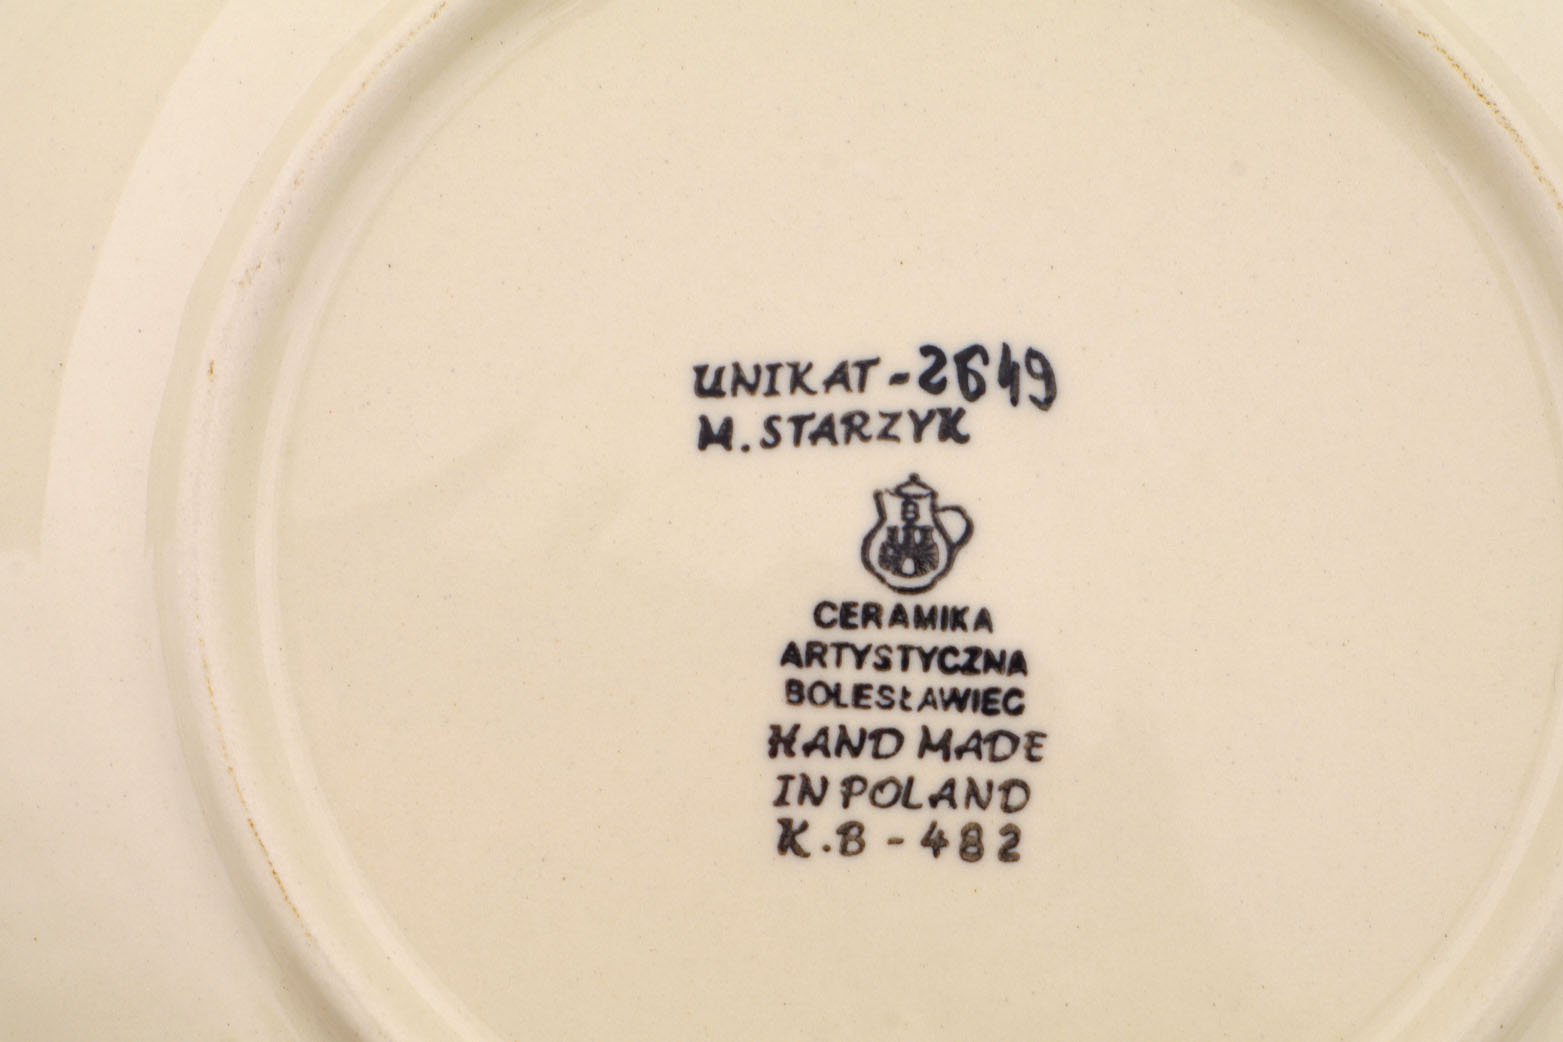 UNIKAT - 2649
M. STARZYK
B
CERAMIKA
ARTYSTYCZNA
BOLESŁAWIEC
HAND MADE
IN POLAND
K.B - 482